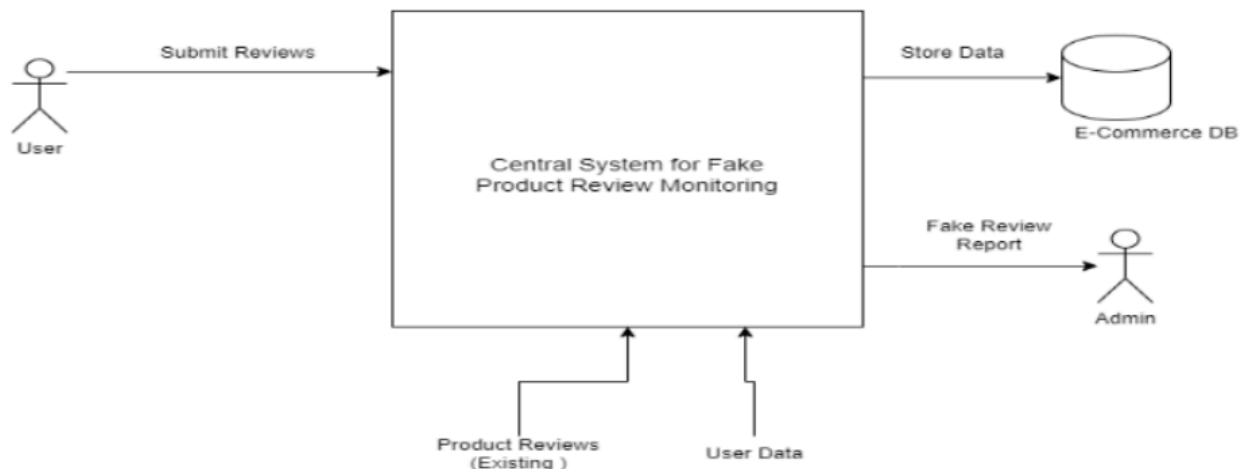 Submit Reviews
Store Data
User
E-Commerce DB
Central System for Fake
Product Review Monitoring
Fake Review
Report
Admin
Product Reviews
(Existing )
User Data